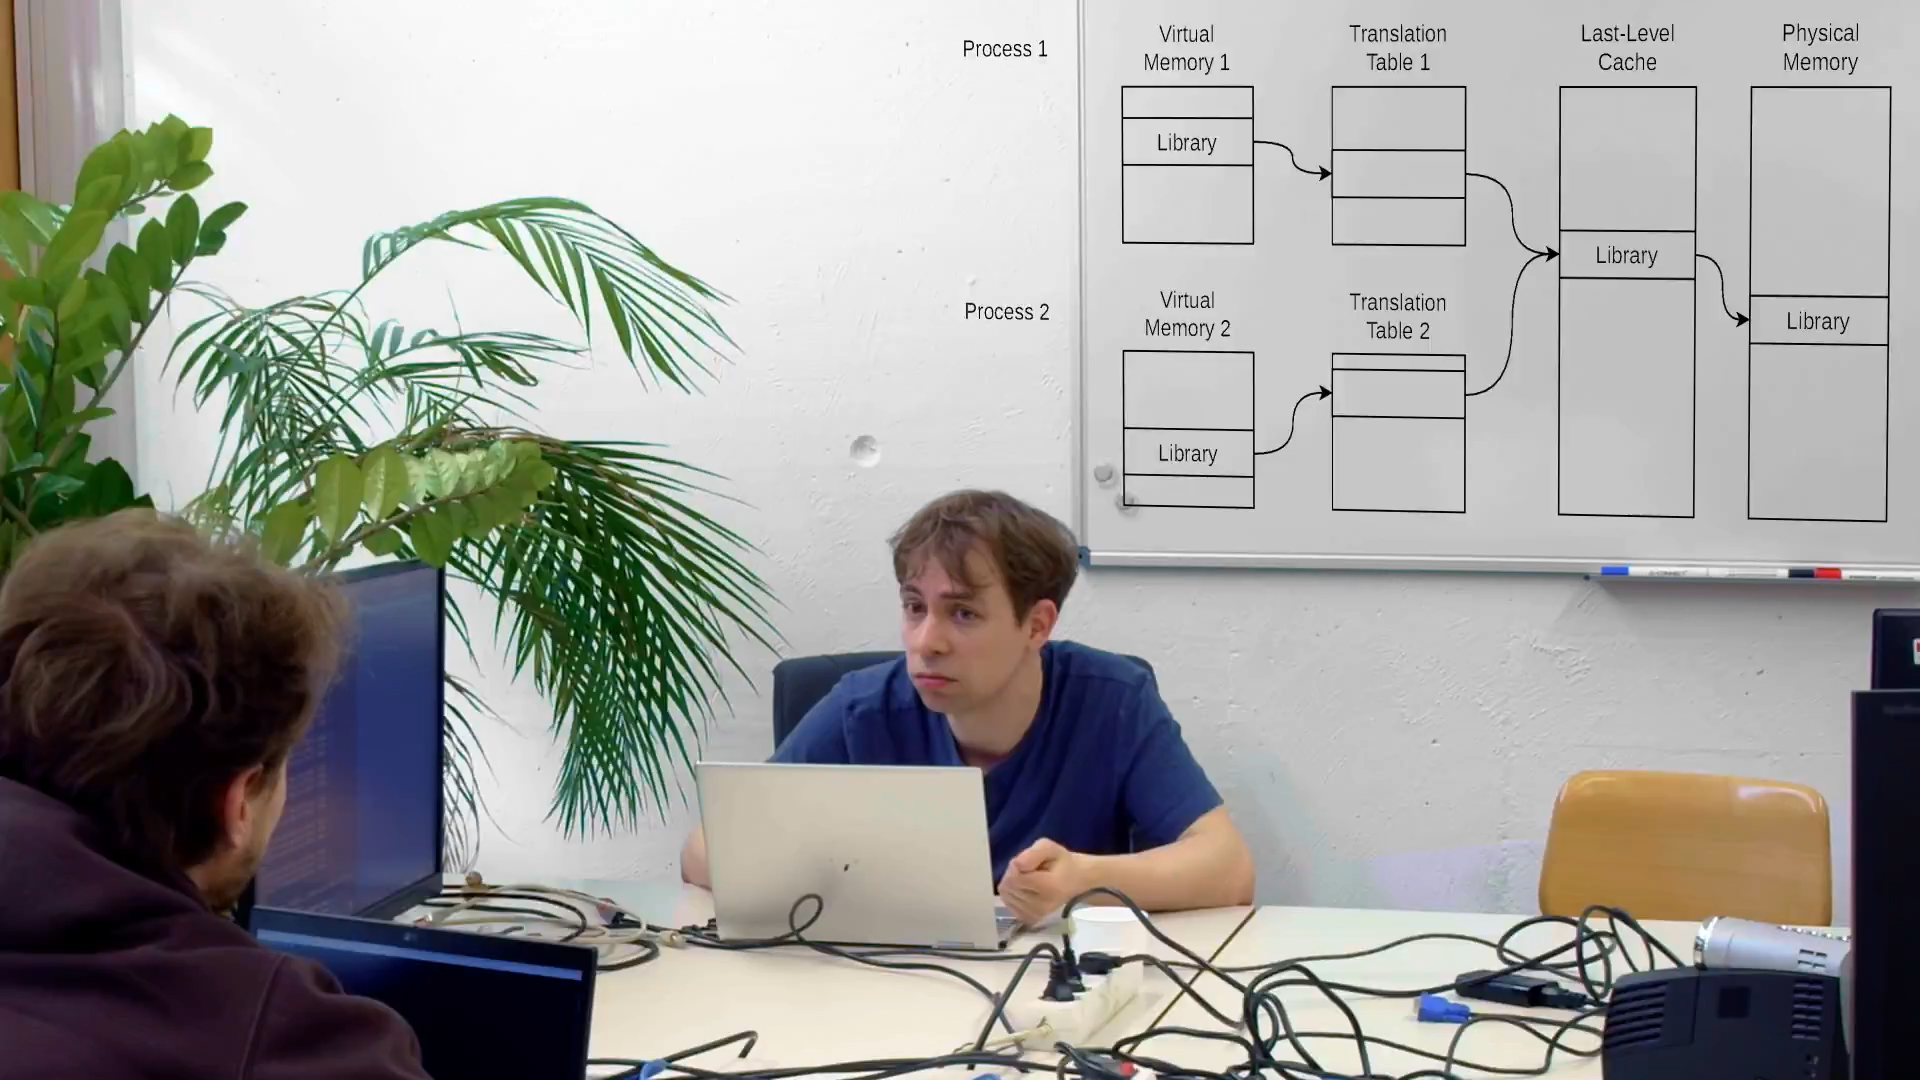 Process 1
Virtual
Memory 1
Translation
Table 1
Last-Level
Cache
Physical
Memory
Library
Library
Library
Process 2
Virtual
Memory 2
Translation
Table 2
Library